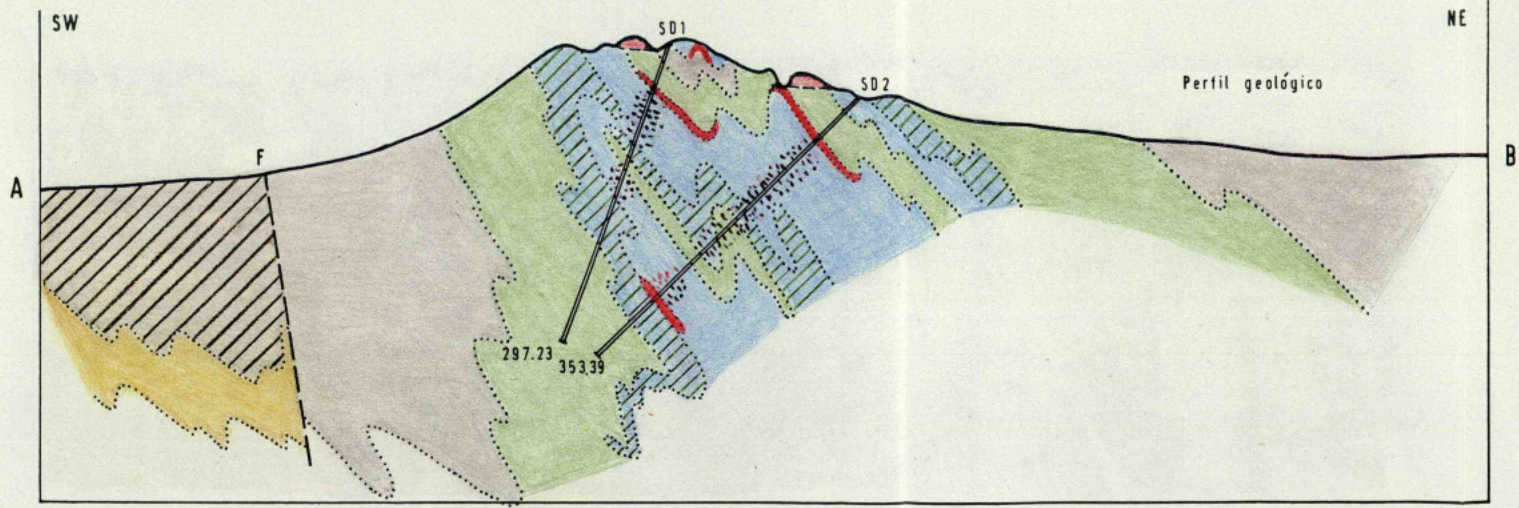 SW
NE
SD1
SD2
Perfil geológico
F
A
B
297.23
353,39